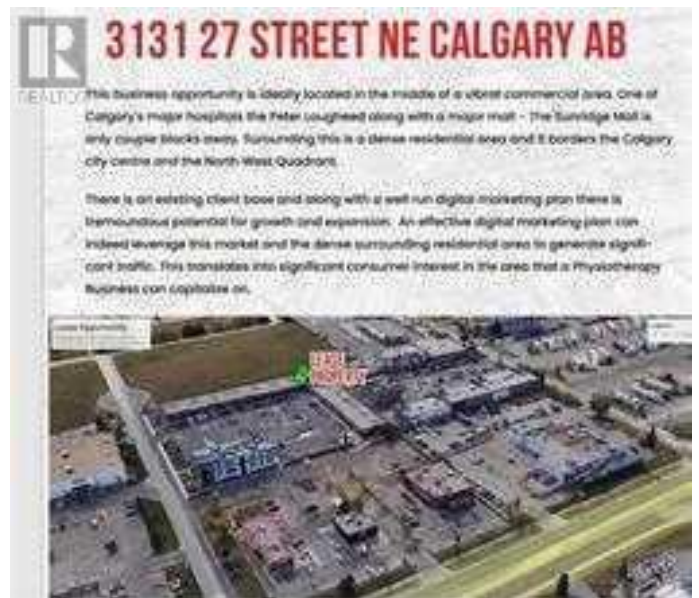 3131 27 STREET NE CALGARY AB
R
REALTOR
This business opportunity is ideally located in the middle of a vibrat commercial area. One of
Calgary's major hospitals the Peter Lougheed along with a major mall - The Sunridge Mall is
only couple blocks away. Surounding this is a dense residential area and it borders the Calgary
city centre and the North West Quadrant.
There is an existing client base and along with a well run digital marketing plan there is
tremoundous potential for growth and expansion. An effective digital marketing plan can
indeed leverage this market and the dense surrounding residential area to generate signifi-
cant traffic. This translates into significant consumer interest in the area that a Physiotherapy
Business can capitalize on.